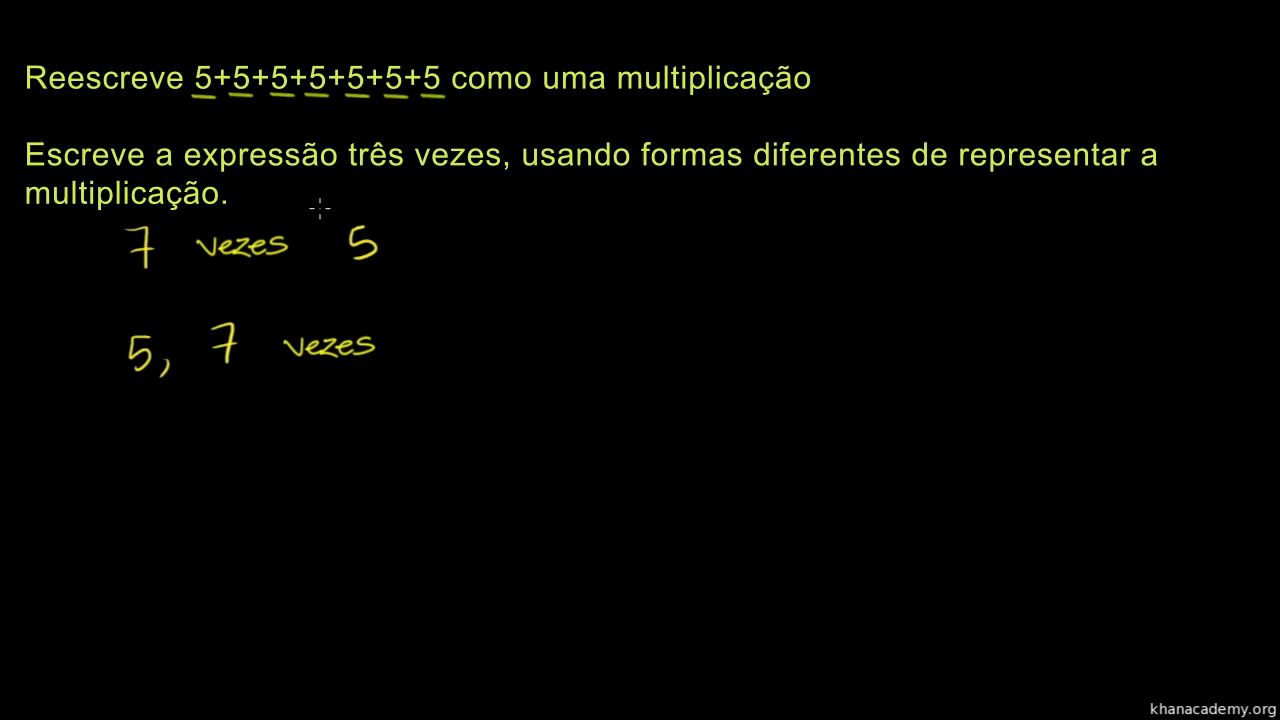 Reescreve 5+5+5+5+5+5+5 como uma multiplicação
Escreve a expressão três vezes, usando formas diferentes de representar a
multiplicação.
7 vezes 5
5, 7 vezes
khanacademy.org